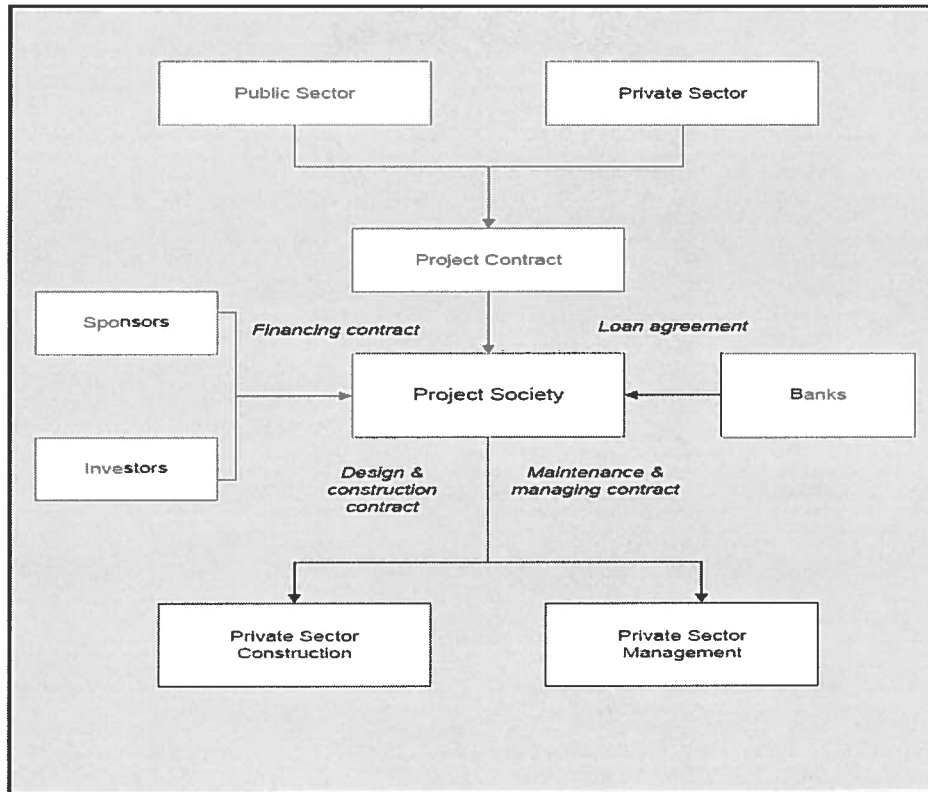 Public Sector
Private Sector
Project Contract
Sponsors
Financing contract
Loan agreement
Project Society
Banks
Investors
Design &
construction
contract
Maintenance &
managing contract
Private Sector
Construction
Private Sector
Management